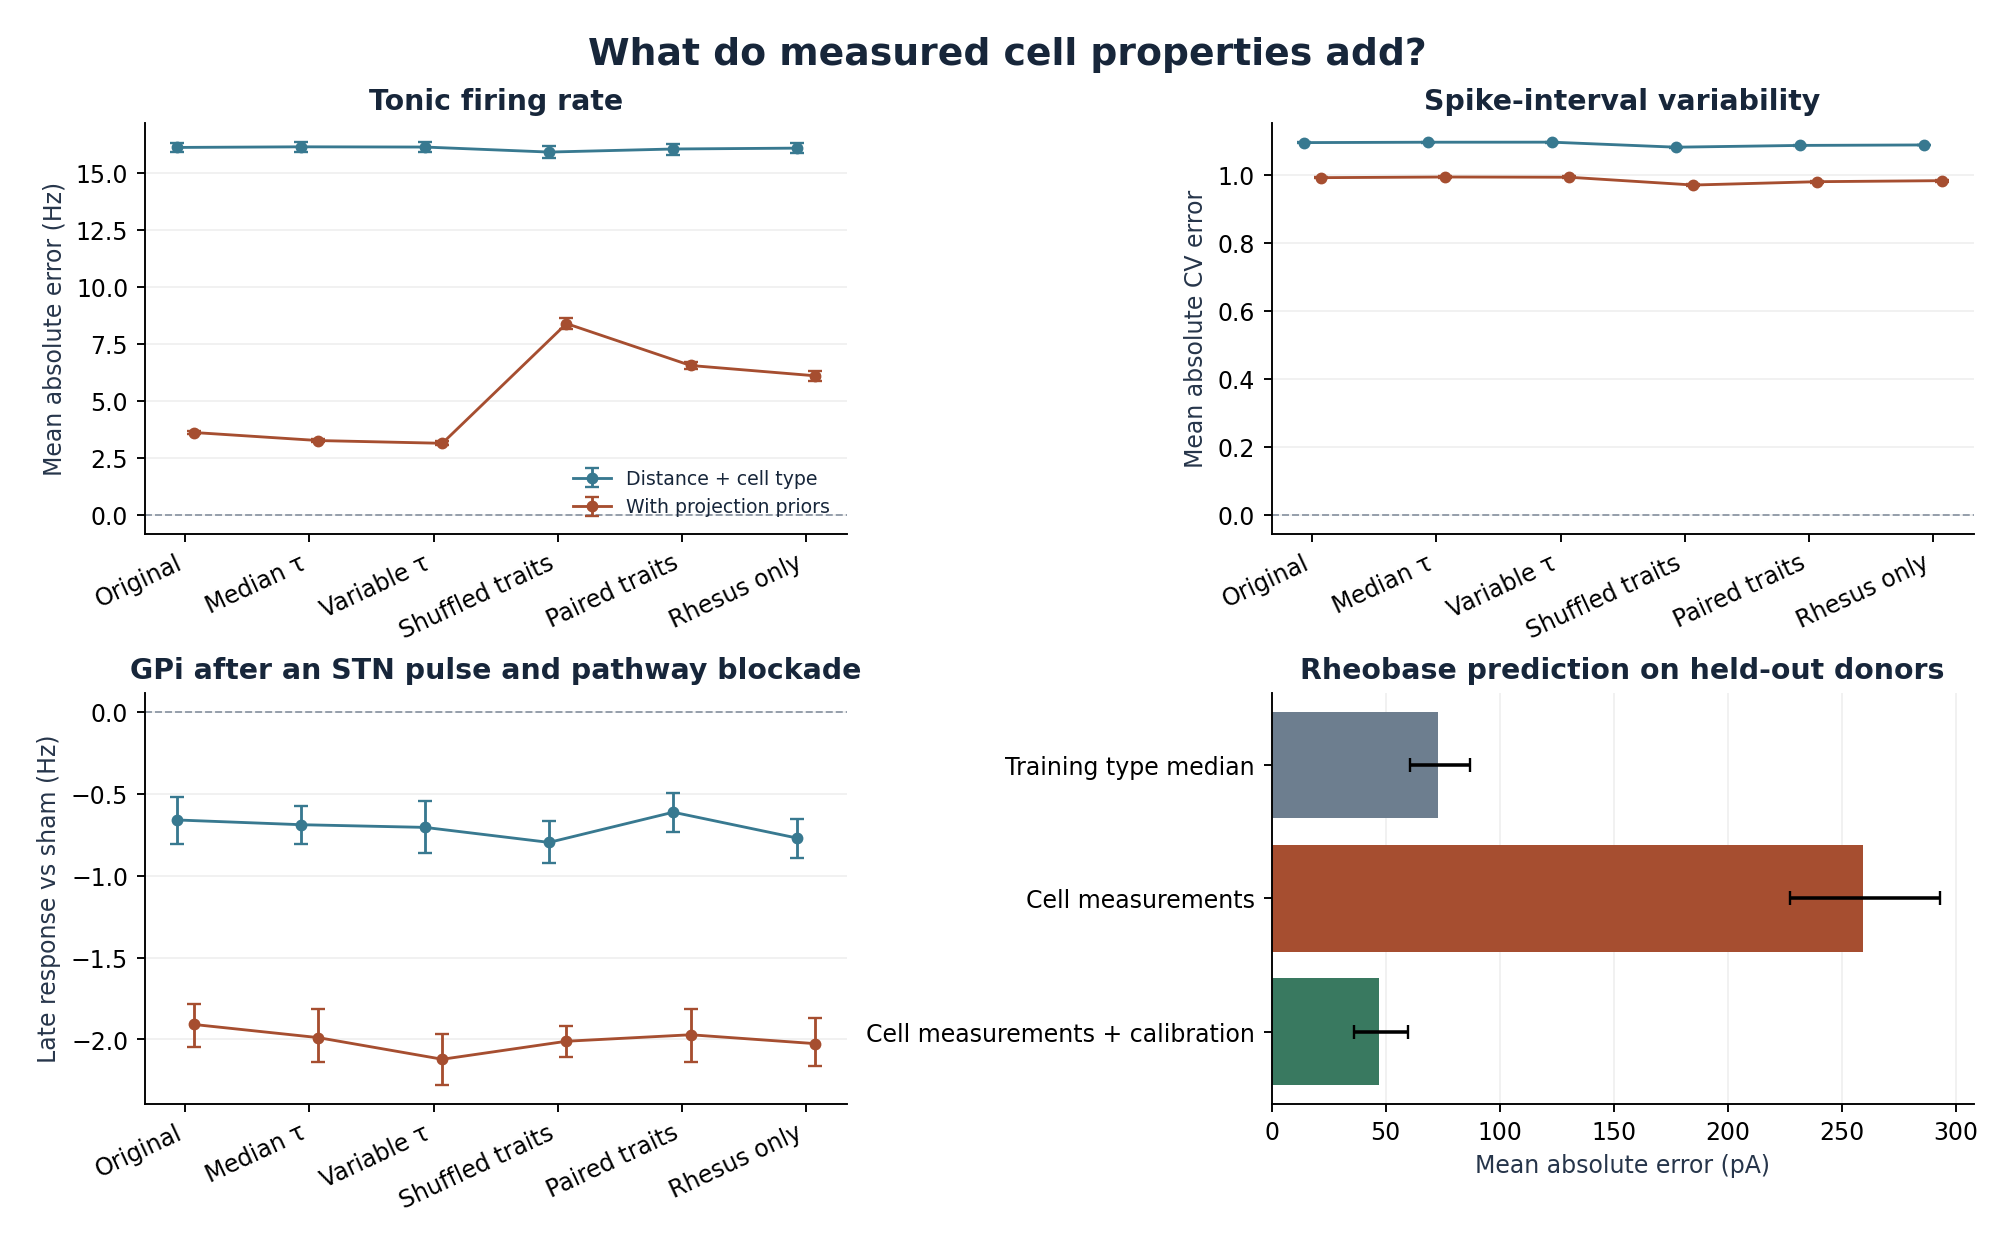 What do measured cell properties add?
Tonic firing rate
Mean absolute error (Hz)
15.0
12.5
10.0
7.5
5.0
2.5
0.0
Distance + cell type
With projection priors
Original
Median τ
Variable τ
Shuffled traits
Paired traits
Rhesus only
Spike-interval variability
Mean absolute CV error
1.0
0.8
0.6
0.4
0.2
0.0
Original
Median τ
Variable τ
Shuffled traits
Paired traits
Rhesus only
GPi after an STN pulse and pathway blockade
Late response vs sham (Hz)
0.0
−0.5
−1.0
−1.5
−2.0
Original
Median τ
Variable τ
Shuffled traits
Paired traits
Rhesus only
Rheobase prediction on held-out donors
Training type median
Cell measurements
Cell measurements + calibration
0 50 100 150 200 250 300
Mean absolute error (pA)